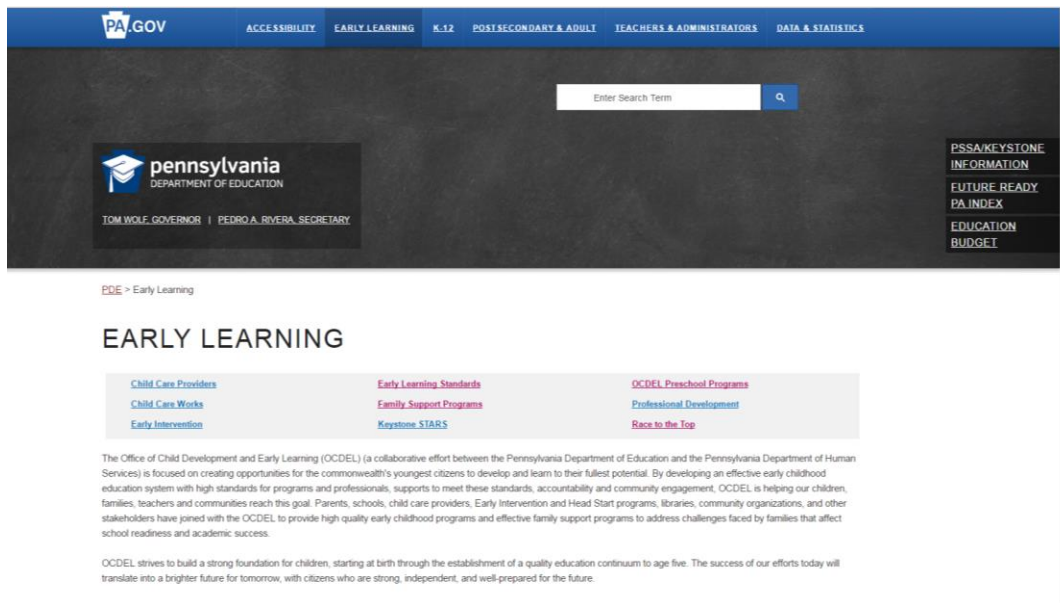 PA.GOV
ACCESSIBILITY EARLY LEARNING K-12 POSTSECONDARY & ADULT TEACHERS & ADMINISTRATORS DATA & STATISTICS
Enter Search Term
pennsylvania
DEPARTMENT OF EDUCATION
TOM WOLF, GOVERNOR | PEDRO A. RIVERA, SECRETARY
PSSA/KEYSTONE
INFORMATION
FUTURE READY
PA INDEX
EDUCATION
BUDGET
PDE > Early Learning
EARLY LEARNING
Child Care Providers Early Learning Standards OCDEL Preschool Programs
Child Care Works Family Support Programs Professional Development
Early Intervention Keystone STARS Race to the Top
The Office of Child Development and Early Learning (OCDEL) (a collaborative effort between the Pennsylvania Department of Education and the Pennsylvania Department of Human
Services) is focused on creating opportunities for the commonwealth's youngest citizens to develop and learn to their fullest potential. By developing an effective early childhood
education system with high standards for programs and professionals, supports to meet these standards, accountability and community engagement, OCDEL is helping our children,
families, teachers and communities reach this goal. Parents, schools, child care providers, Early Intervention and Head Start programs, libraries, community organizations, and other
stakeholders have joined with the OCDEL to provide high quality early childhood programs and effective family support programs to address challenges faced by families that affect
school readiness and academic success.
OCDEL strives to build a strong foundation for children, starting at birth through the establishment of a quality education continuum to age five. The success of our efforts today will
translate into a brighter future for tomorrow, with citizens who are strong, independent, and well-prepared for the future.